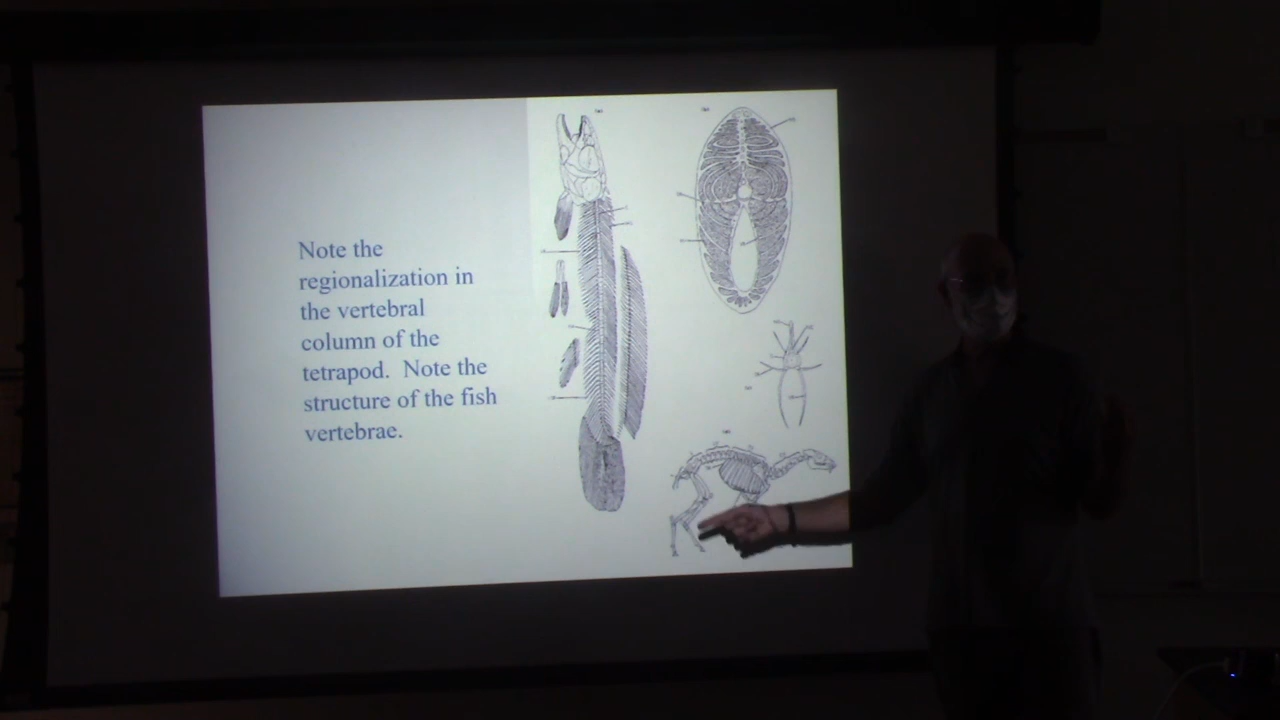 Note the
regionalization in
the vertebral
column of the
tetrapod.  Note the
structure of the fish
vertebrae.